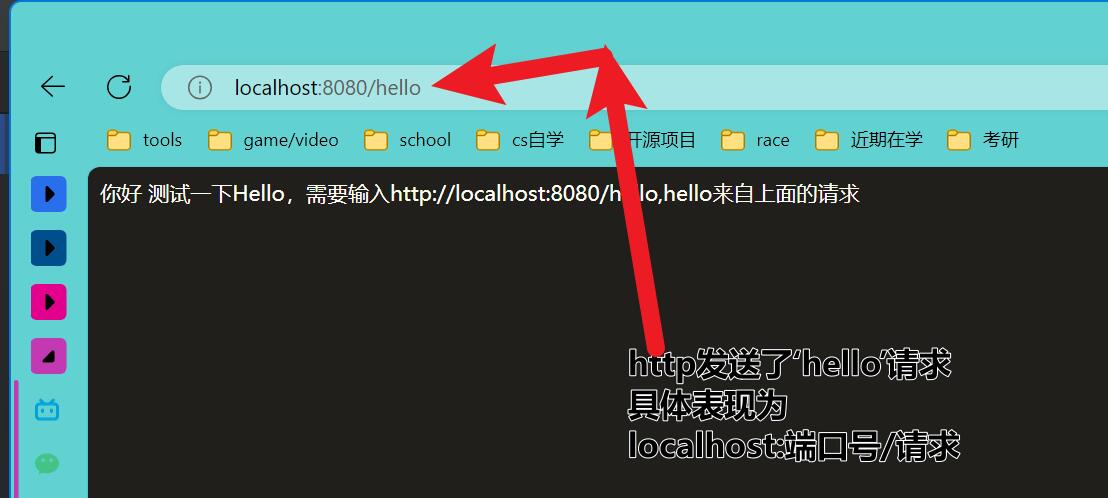 localhost:8080/hello
tools game/video school cs自学 开源项目 race 近期在学 考研
你好 测试一下Hello，需要输入http://localhost:8080/hello,hello来自上面的请求
http发送了‘hello’请求
具体表现为
localhost:端口号/请求